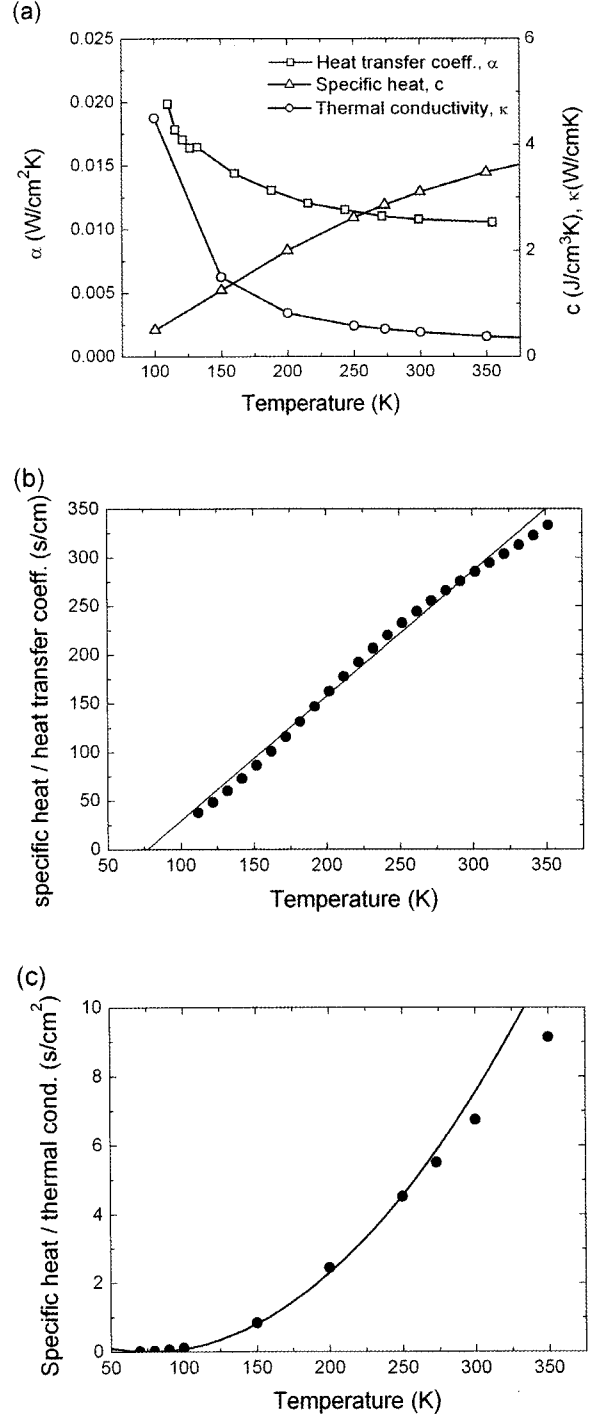 (a)
0.025
0.020
0.015
0.010
0.005
0.000
α (W/cm²K)
Heat transfer coeff., α
Specific heat, c
Thermal conductivity, κ
6
4
2
0
c (J/cm³K), κ(W/cmK)
100 150 200 250 300 350
Temperature (K)
(b)
350
300
250
200
150
100
50
0
specific heat / heat transfer coeff. (s/cm)
50 100 150 200 250 300 350
Temperature (K)
(c)
10
8
6
4
2
0
Specific heat / thermal cond. (s/cm²)
50 100 150 200 250 300 350
Temperature (K)